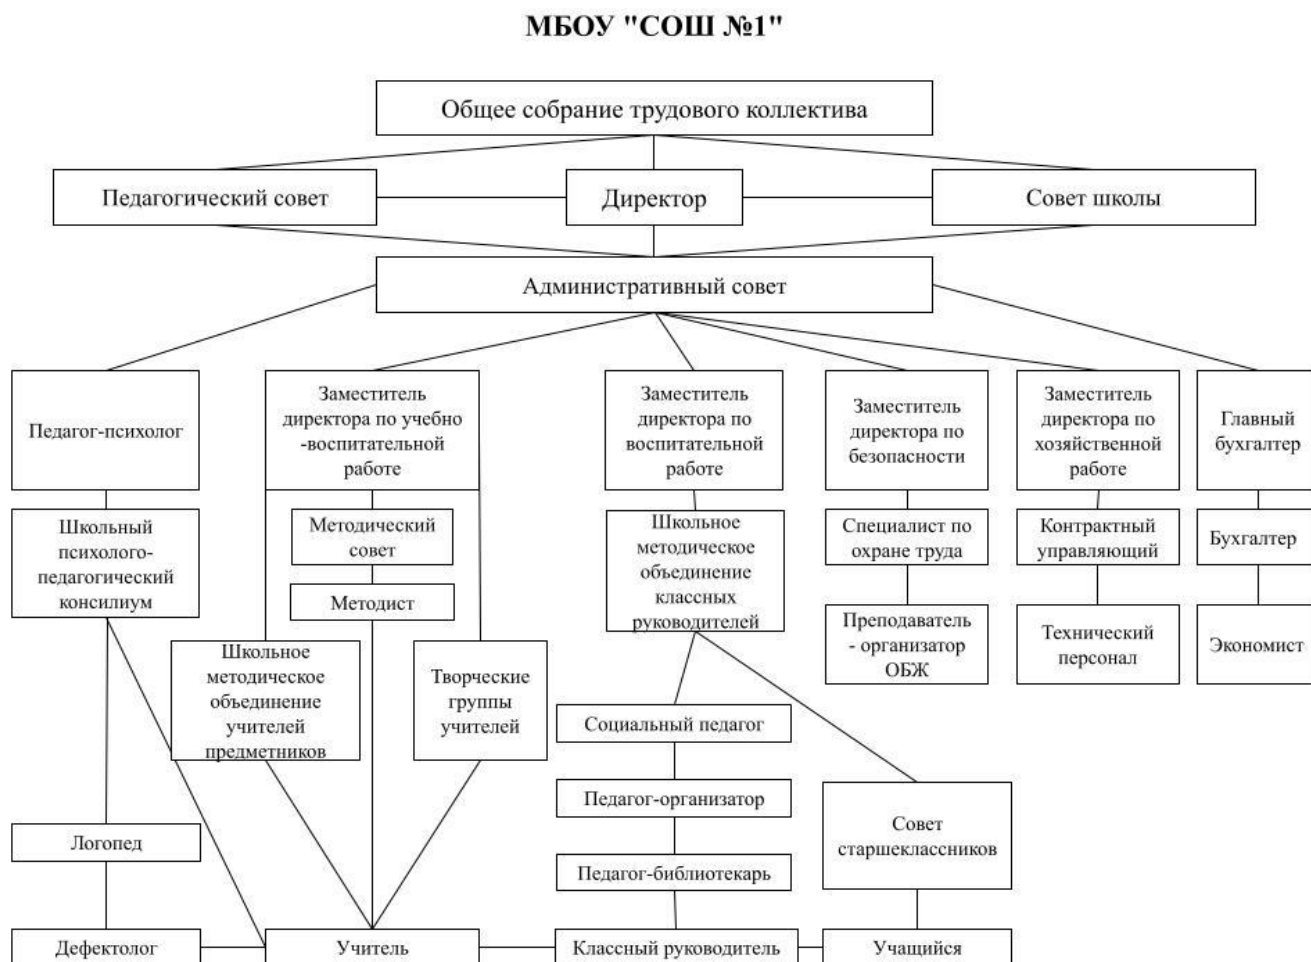 МБОУ "СОШ №1"
Общее собрание трудового коллектива
Педагогический совет
Директор
Совет школы
Административный совет
Педагог-психолог
Заместитель
директора по учебно
-воспитательной
работе
Заместитель
директора по
воспитательной
работе
Заместитель
директора по
безопасности
Заместитель
директора по
хозяйственной
работе
Главный
бухгалтер
Школьный
психолого-
педагогический
консилиум
Методический
совет
Методист
Школьное
методическое
объединение
классных
руководителей
Специалист по
охране труда
Контрактный
управляющий
Бухгалтер
Преподаватель
- организатор
ОБЖ
Технический
персонал
Экономист
Школьное
методическое
объединение
учителей
предметников
Творческие
группы
учителей
Социальный педагог
Педагог-организатор
Педагог-библиотекарь
Совет
старшеклассников
Логопед
Дефектолог
Учитель
Классный руководитель
Учащийся